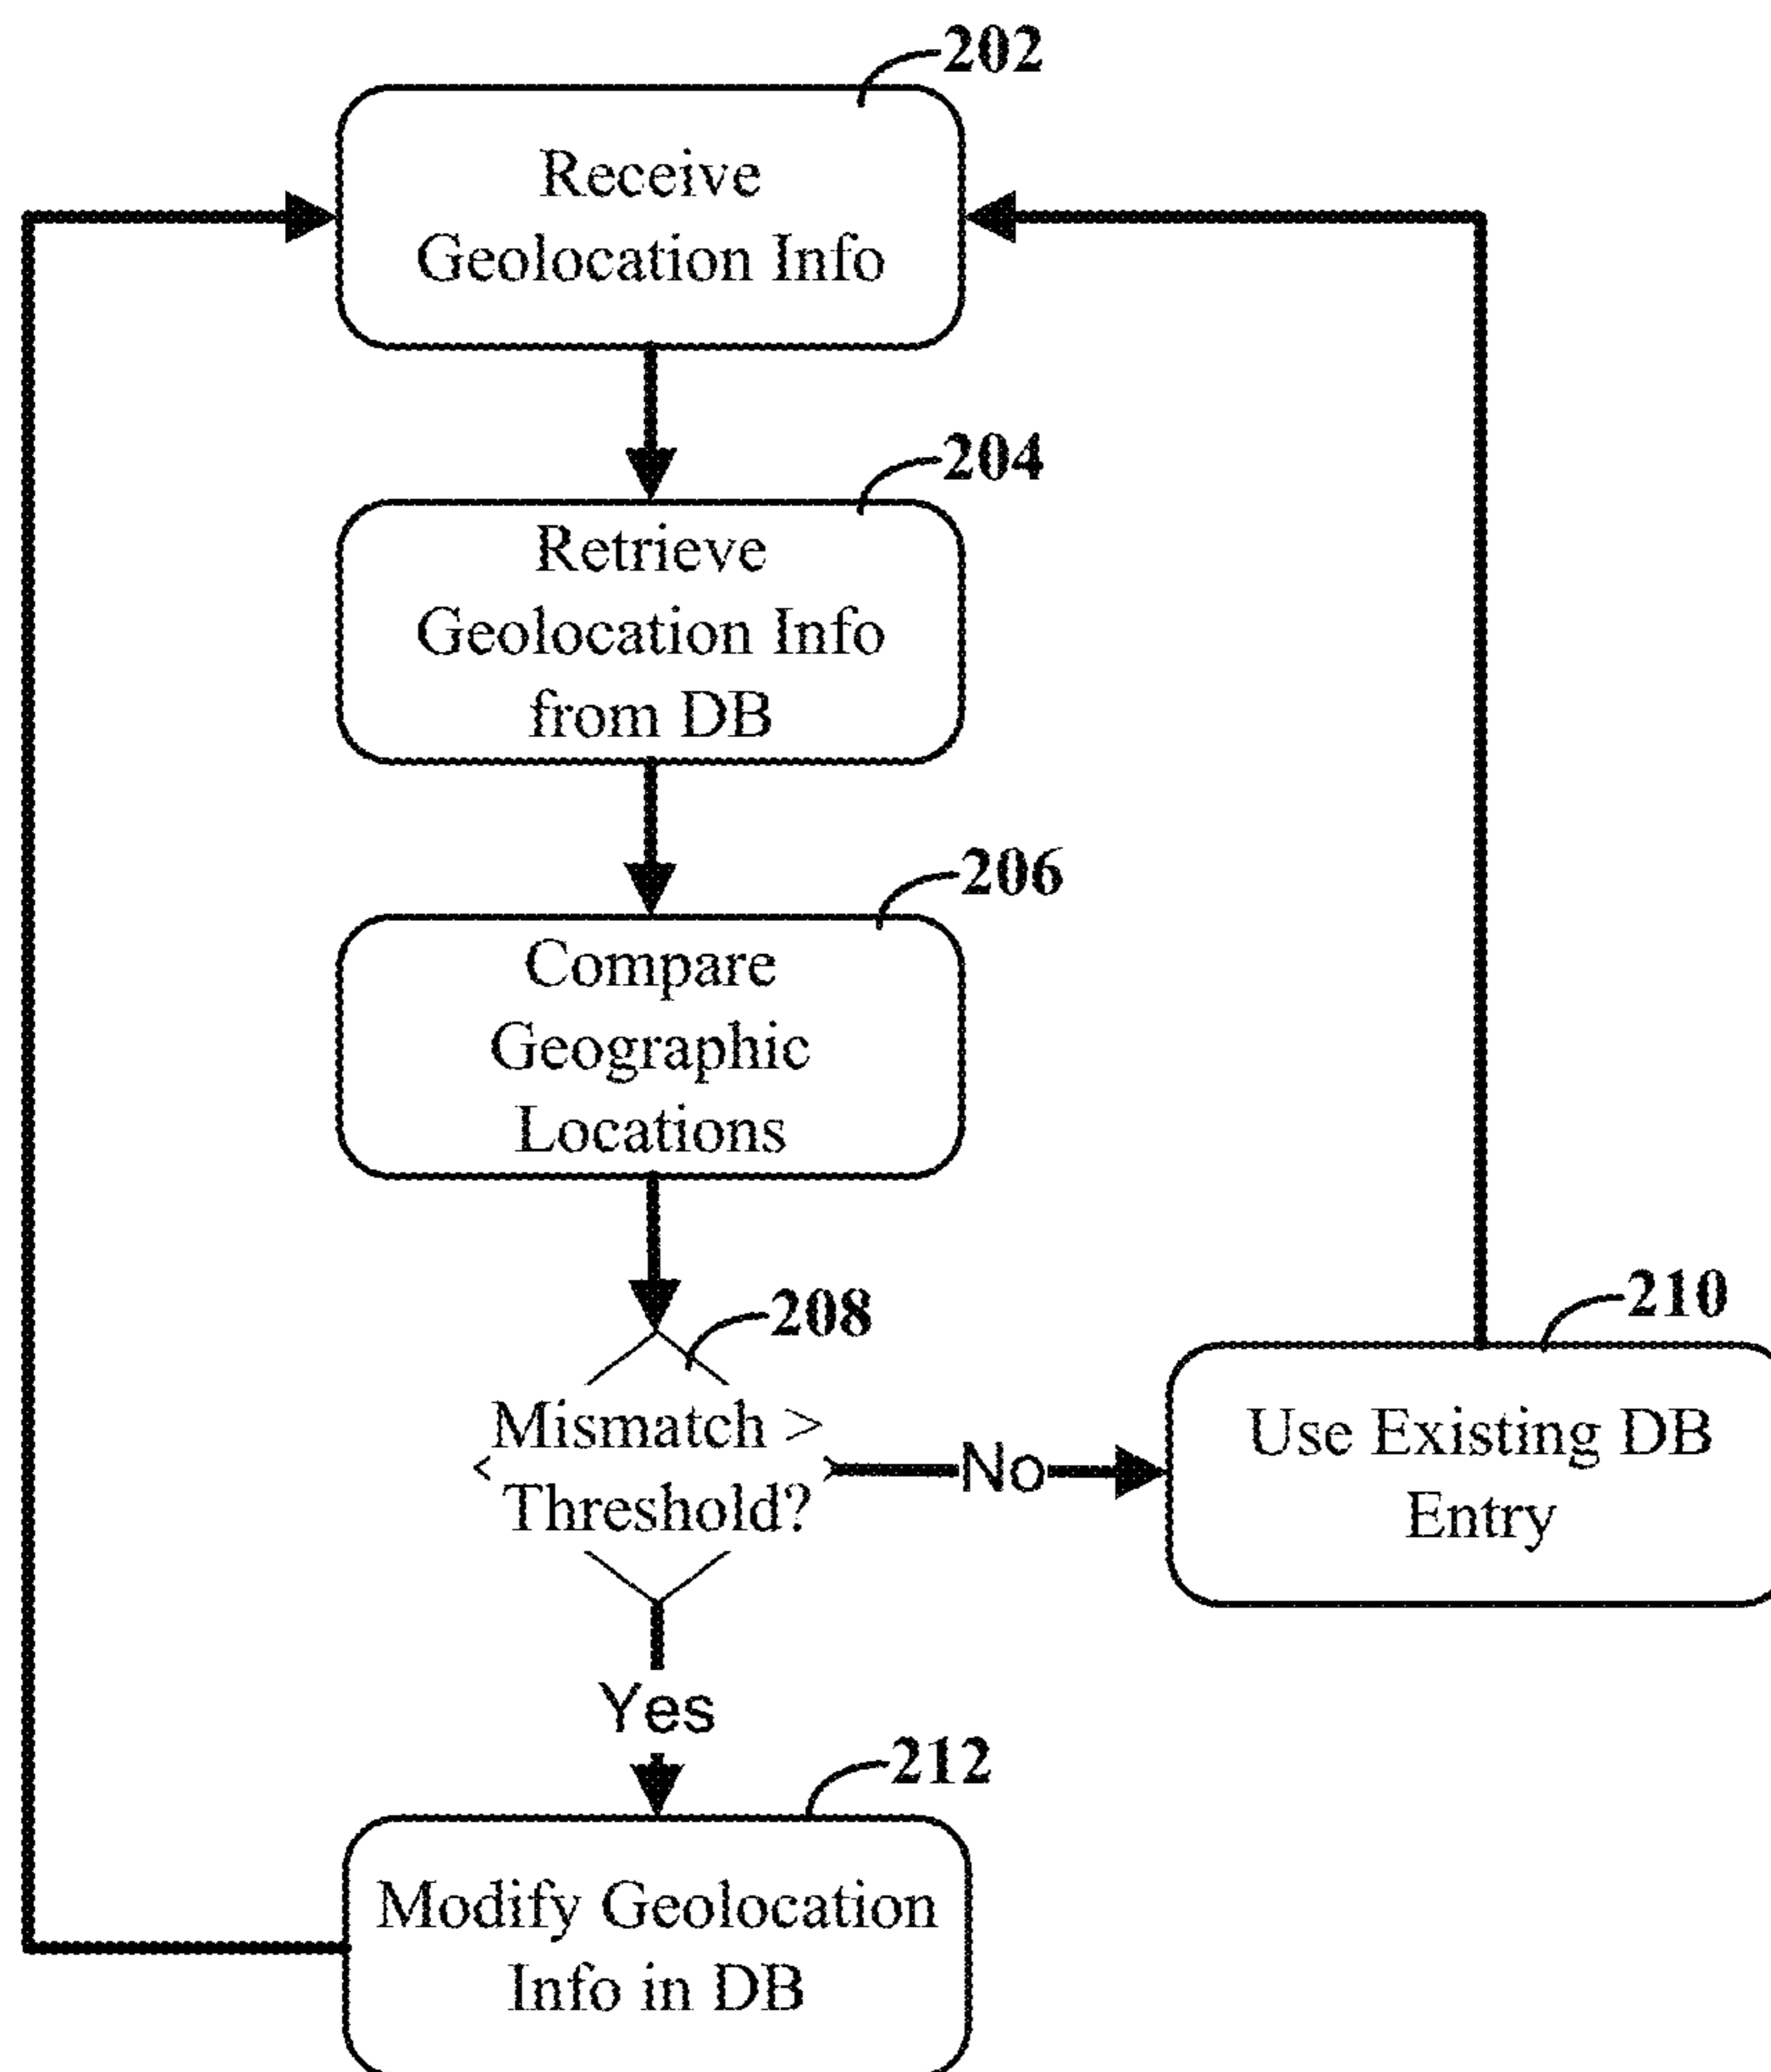 202
Receive
Geolocation Info
204
Retrieve
Geolocation Info
from DB
206
Compare
Geographic
Locations
208
Mismatch >
Threshold?
No
210
Use Existing DB
Entry
Yes
212
Modify Geolocation
Info in DB